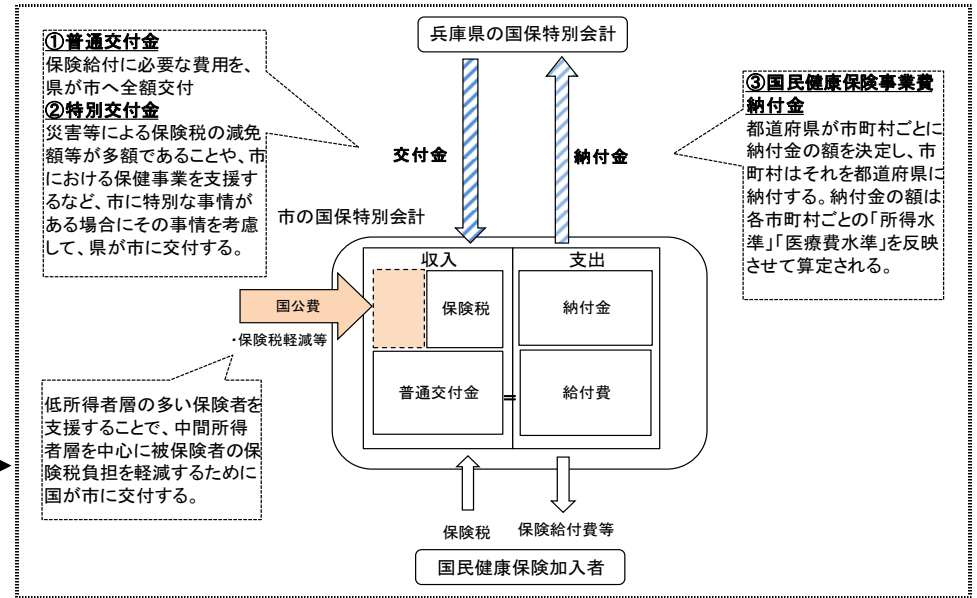 兵庫県の国保特別会計
①普通交付金
保険給付に必要な費用を、
県が市へ全額交付
②特別交付金
災害等による保険税の減免
額等が多額であることや、市
における保健事業を支援す
るなど、市に特別な事情が
ある場合にその事情を考慮
して、県が市に交付する。
交付金
納付金
③国民健康保険事業費
納付金
都道府県が市町村ごとに
納付金の額を決定し、市
町村はそれを都道府県に
納付する。納付金の額は
各市町村ごとの「所得水
準」「医療費水準」を反映
させて算定される。
市の国保特別会計
収入
支出
国公費
保険税
納付金
・保険税軽減等
普通交付金
=
給付費
低所得者層の多い保険者を
支援することで、中間所得
者層を中心に被保険者の保
険税負担を軽減するために
国が市に交付する。
保険税
保険給付費等
国民健康保険加入者